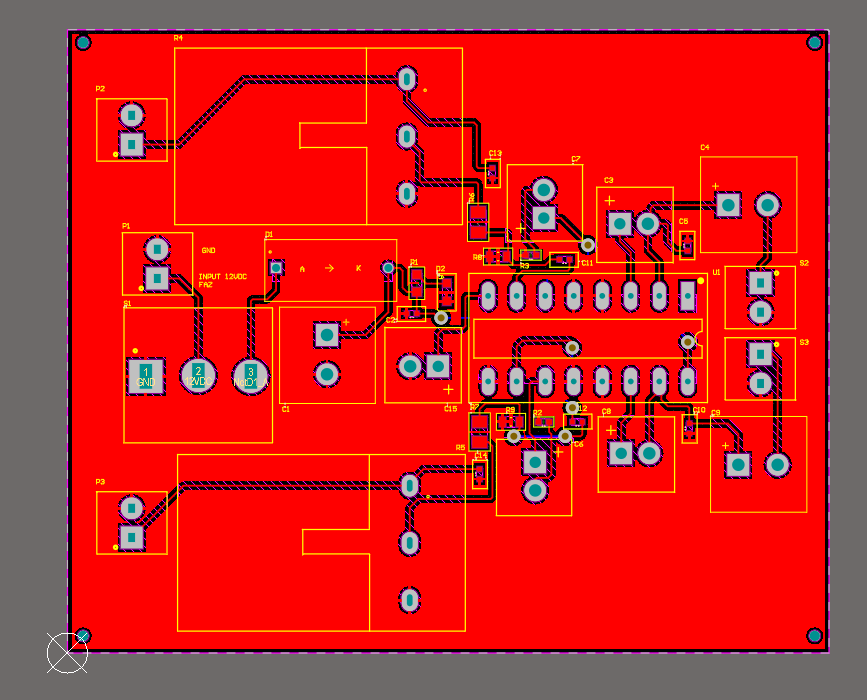 R4
P2
C13
C7
C4
C3
R6
C5
P1
GND
D1
INPUT 12VDC
FAZ
A
K
R1
D2
R8
R3
C11
U1
S2
S1
C2
S3
1
GND
2
12VDC
3
NotD1_A
C1
C15
R7
R9
R2
C12
C8
C10
C9
R5
C14
C6
P3